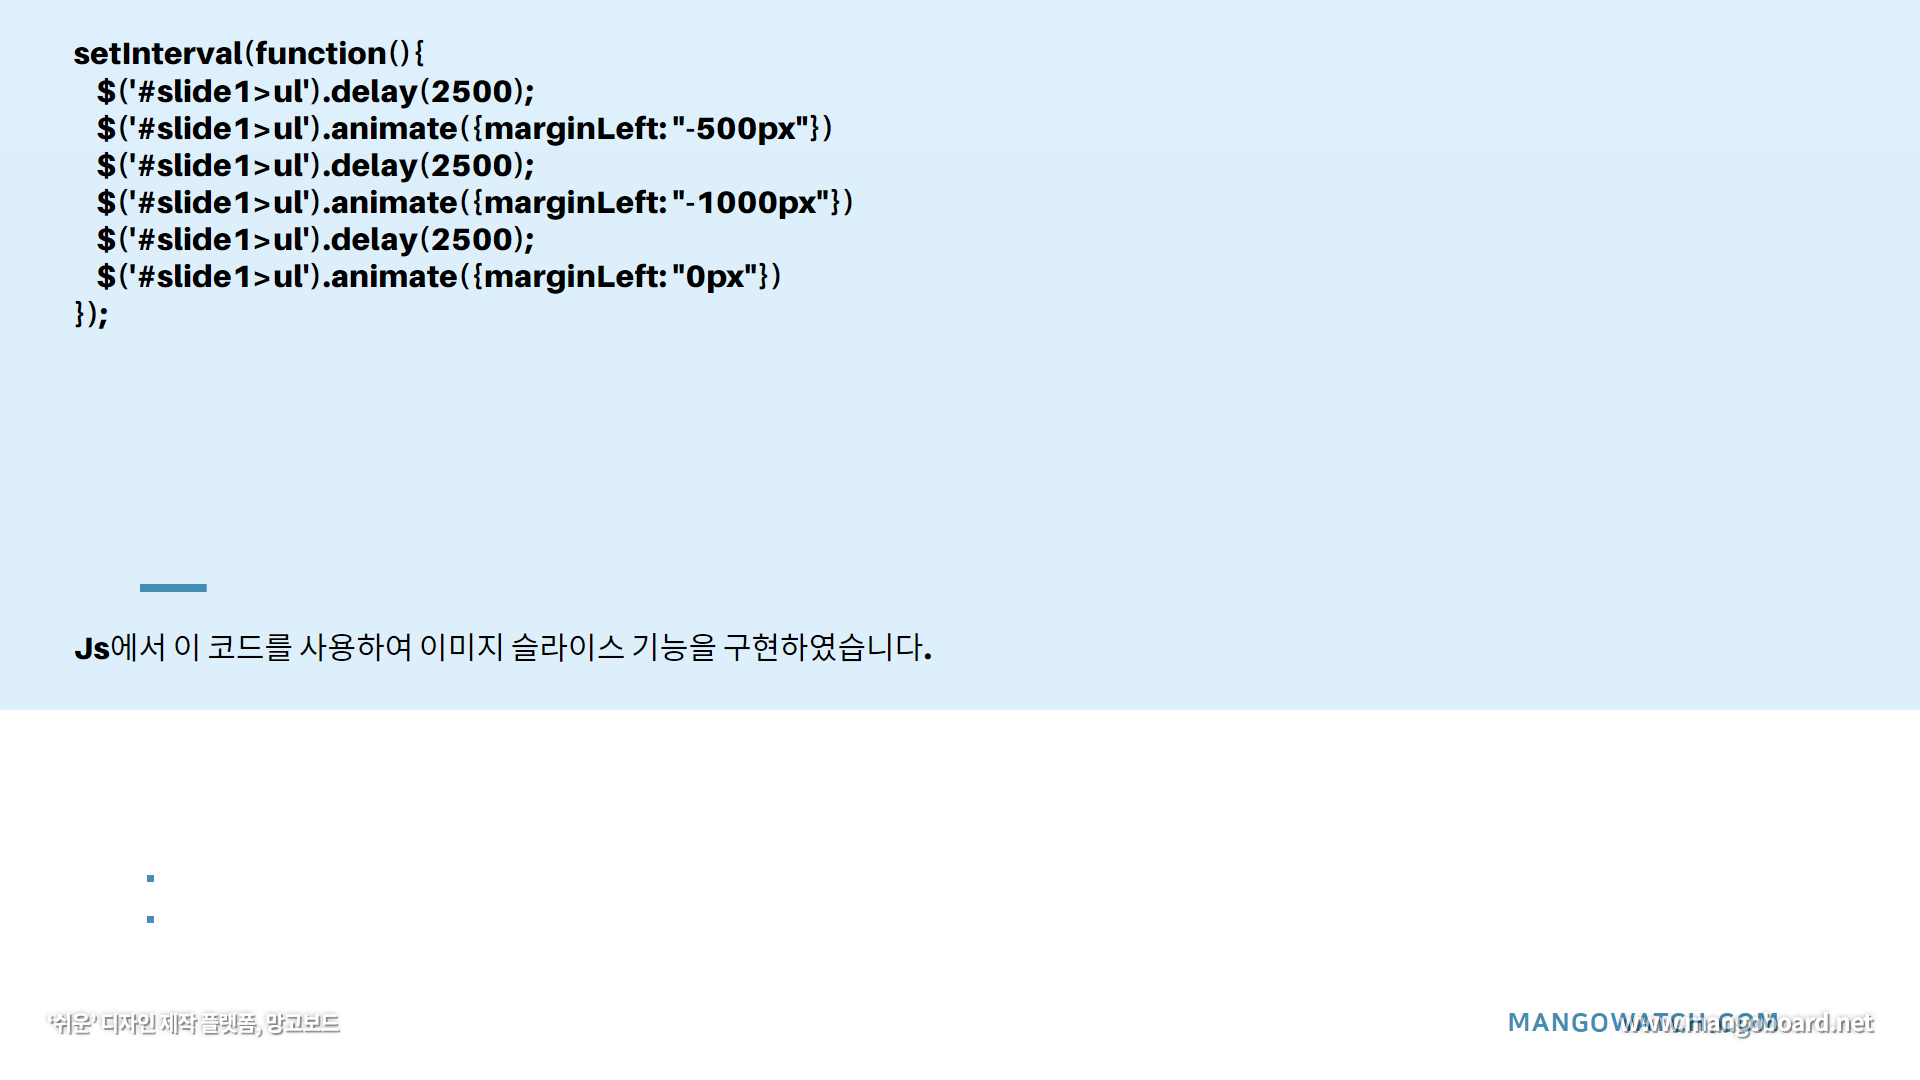 setInterval(function(){
$('#slide1>ul').delay(2500);
$('#slide1>ul').animate({marginLeft: "-500px"})
$('#slide1>ul').delay(2500);
$('#slide1>ul').animate({marginLeft: "-1000px"})
$('#slide1>ul').delay(2500);
$('#slide1>ul').animate({marginLeft: "0px"})
});
Js에서 이 코드를 사용하여 이미지 슬라이스 기능을 구현하였습니다.
‘쉬운’ 디자인 제작 플랫폼, 망고보드
MANGOWATCH.COM
www.mangoboard.net